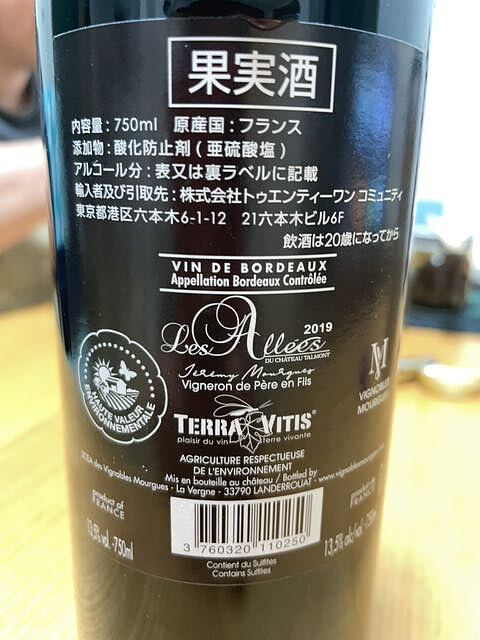 果実酒
内容量：750ml 原産国：フランス
添加物：酸化防止剤（亜硫酸塩）
アルコール分：表又は裏ラベルに記載
輸入者及び引取先：株式会社トゥエンティーワン コミュニティ
東京都港区六本木6-1-12 21六本木ビル6F
飲酒は20歳になってから
VIN DE BORDEAUX
Appellation Bordeaux Contrôlée
Les Allées
2019
DU CHÂTEAU TALMONT
Jérémy Mourgues
Vigneron de Père en Fils
HAUTE VALEUR
ENVIRONNEMENTALE
M
VIGNOBLES
MOURGUES
TERRA VITIS®
plaisir du vin terre vivante
AGRICULTURE RESPECTUEUSE
DE L'ENVIRONNEMENT
Mis en bouteille au château / Bottled by
des Vignobles Mourgues - La Vergne - 33790 LANDERROUAT -
product of
FRANCE
13,5% vol. -750ml
FRANCE
13,5% alc/vol.
3 760320 110250
Contient du Sulfites
Contains Sulfites